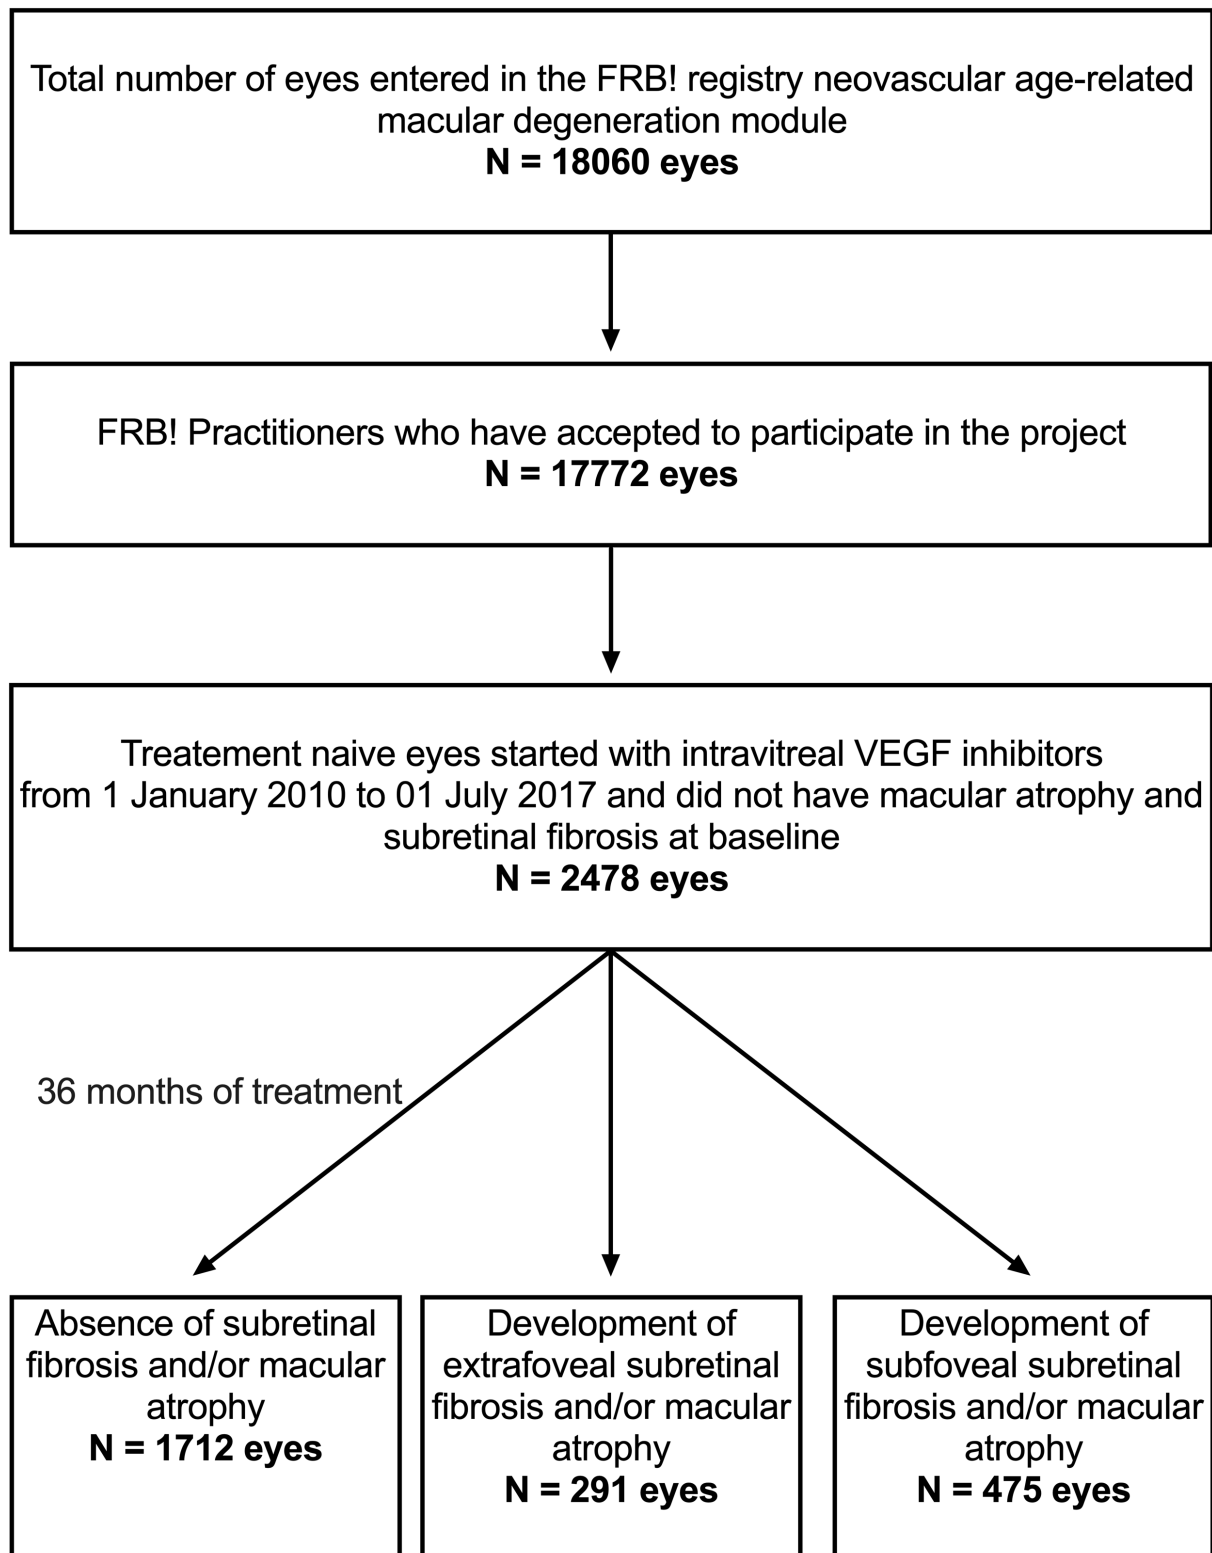 Total number of eyes entered in the FRB! registry neovascular age-related
macular degeneration module
N = 18060 eyes
FRB! Practitioners who have accepted to participate in the project
N = 17772 eyes
Treatement naive eyes started with intravitreal VEGF inhibitors
from 1 January 2010 to 01 July 2017 and did not have macular atrophy and
subretinal fibrosis at baseline
N = 2478 eyes
36 months of treatment
Absence of subretinal
fibrosis and/or macular
atrophy
N = 1712 eyes
Development of
extrafoveal subretinal
fibrosis and/or macular
atrophy
N = 291 eyes
Development of
subfoveal subretinal
fibrosis and/or macular
atrophy
N = 475 eyes